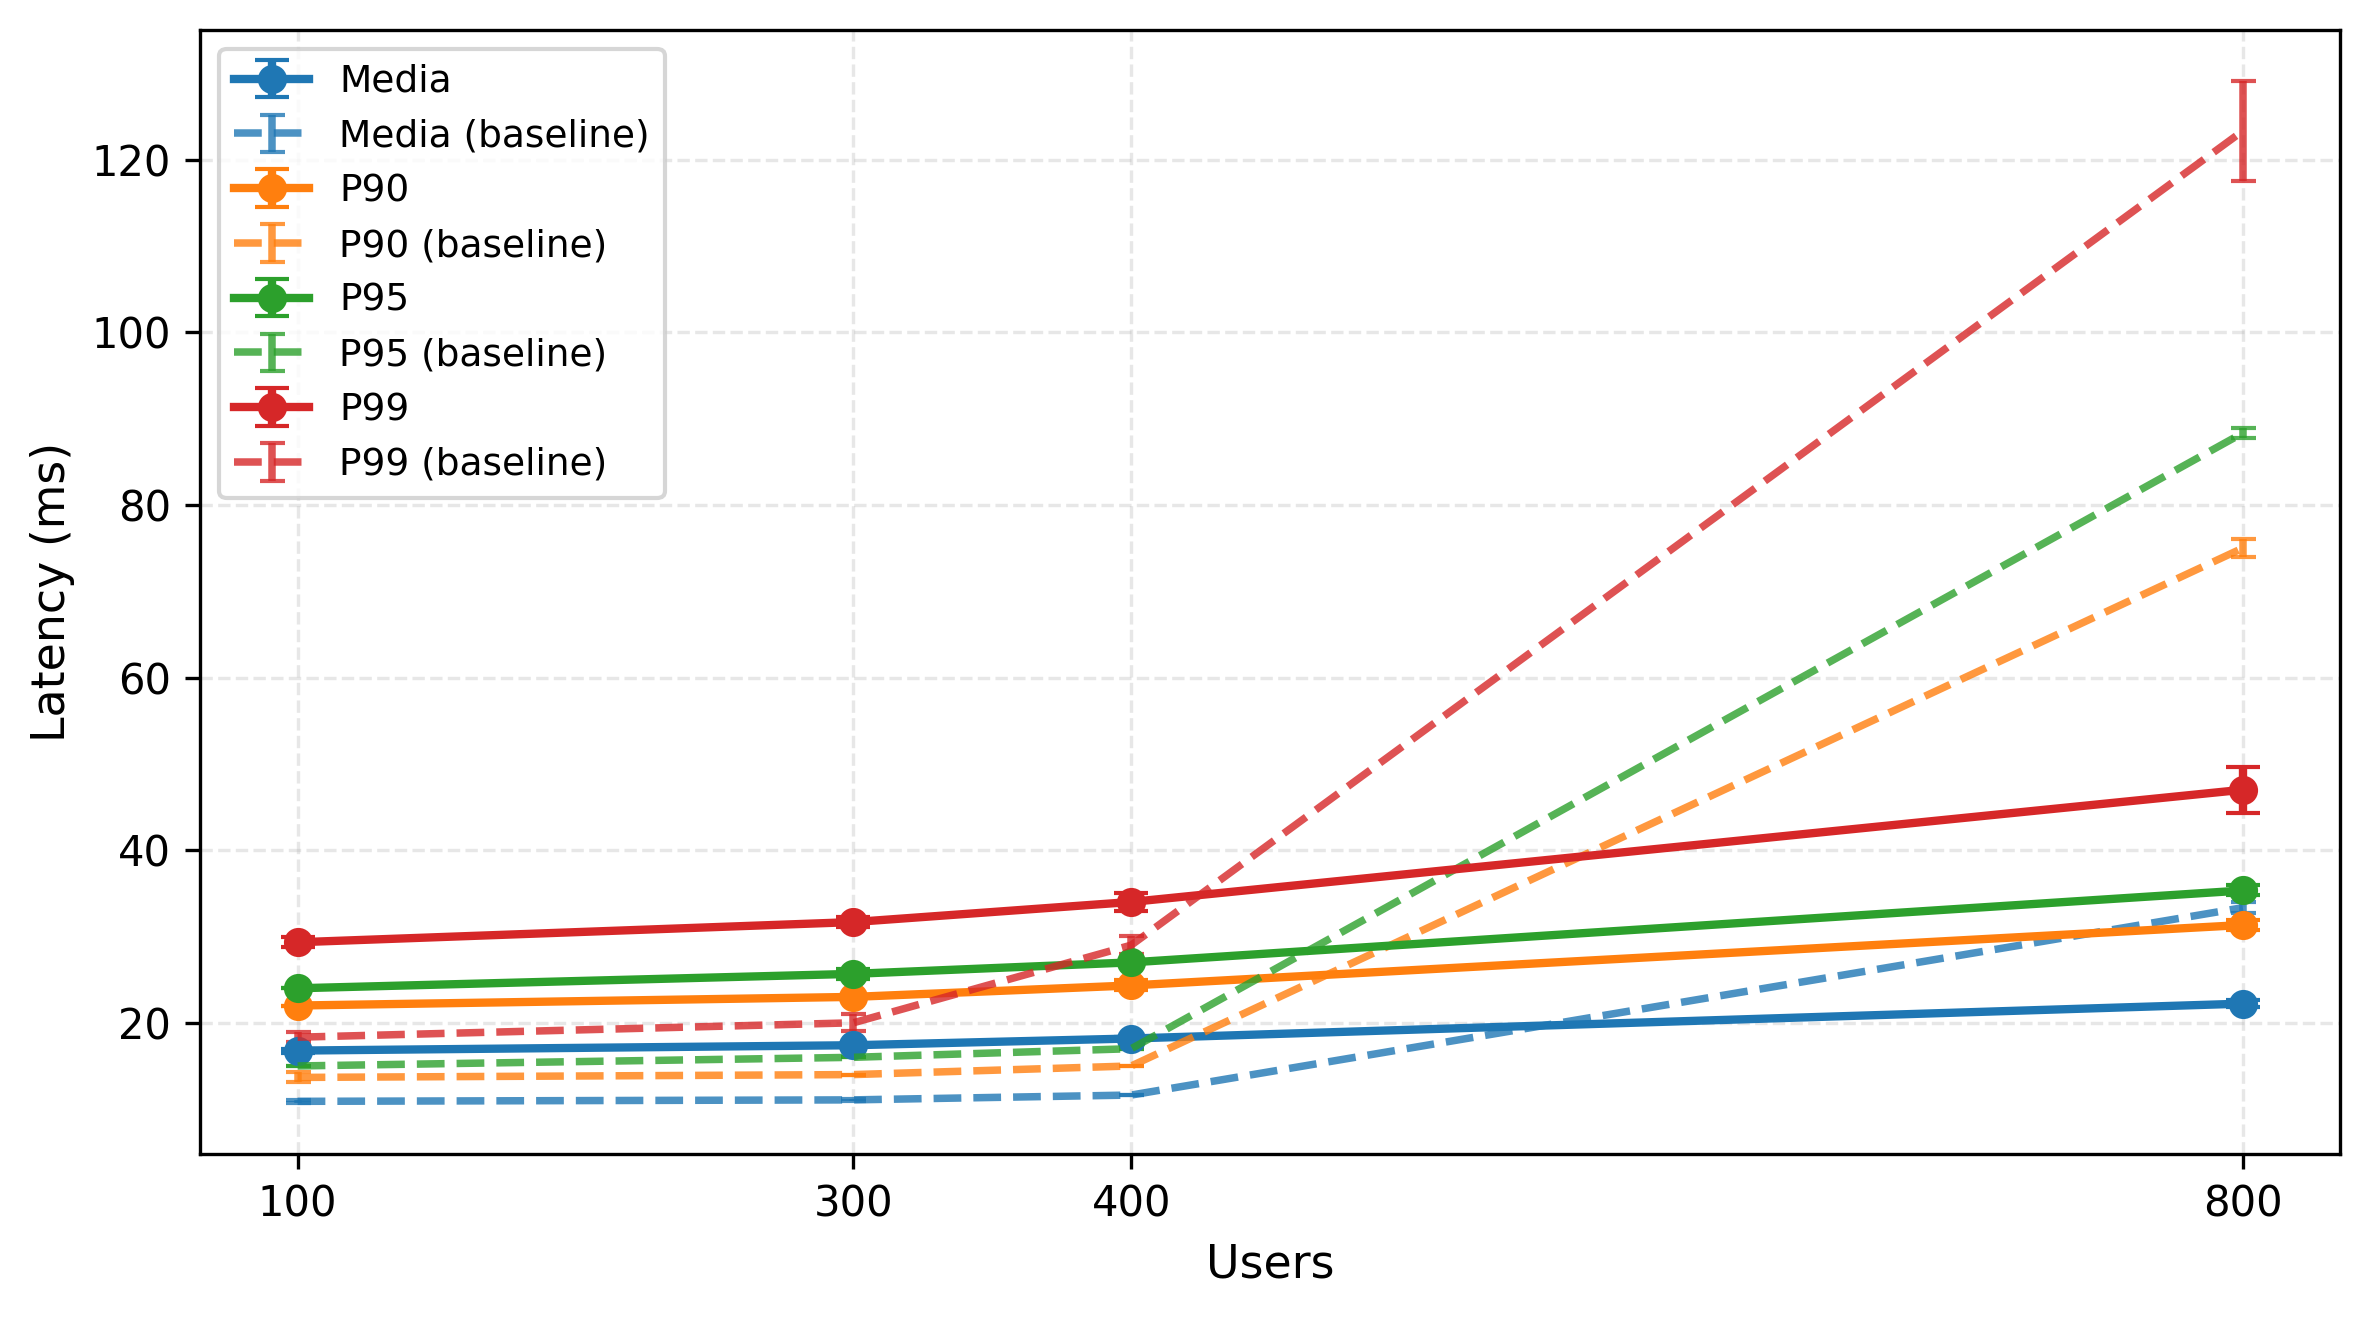 Media
Media (baseline)
P90
P90 (baseline)
P95
P95 (baseline)
P99
P99 (baseline)
120
100
80
60
40
20
Latency (ms)
100 300 400 800
Users